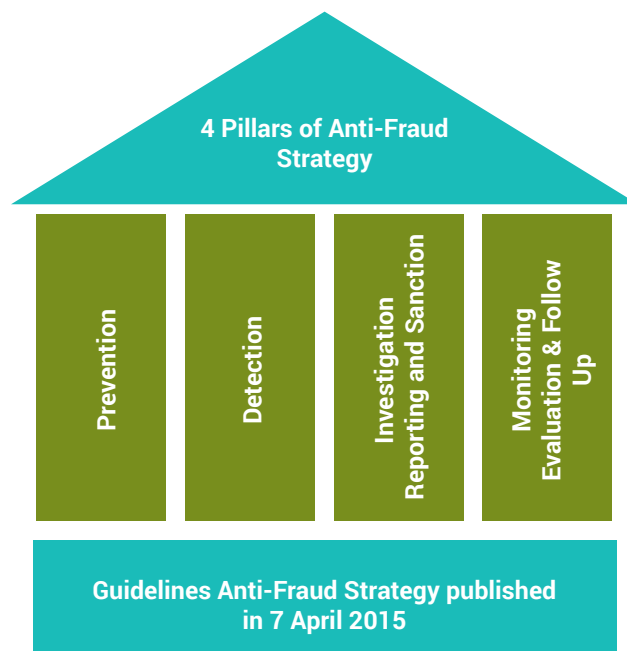 4 Pillars of Anti-Fraud
Strategy
Prevention
Detection
Investigation
Reporting and Sanction
Monitoring
Evaluation & Follow
Up
Guidelines Anti-Fraud Strategy published
in 7 April 2015